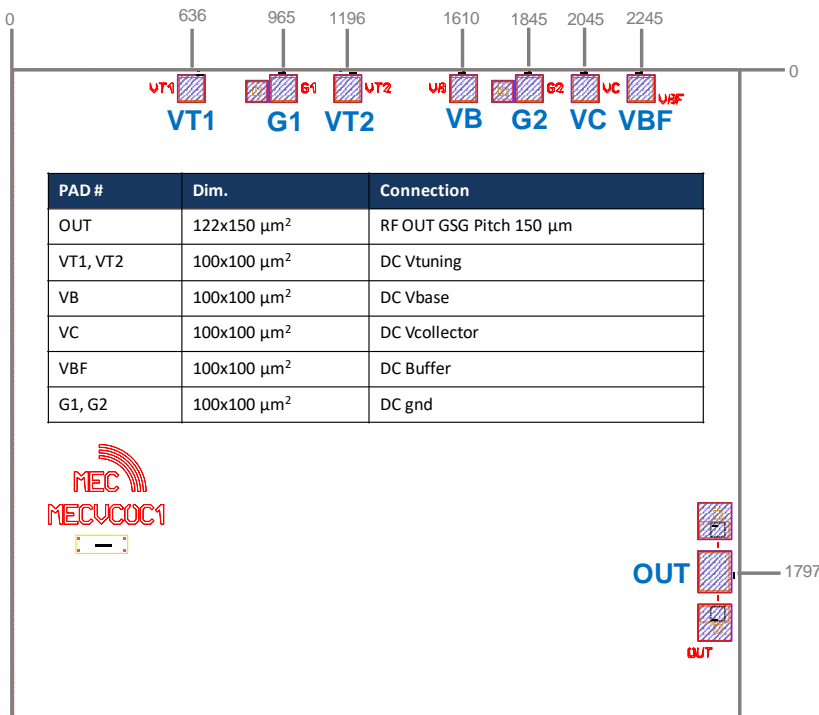 0 636 965 1196 1610 1845 2045 2245
0
VT1 G1 VT2 VB G2 VC VBF
VT1 G1 VT2 VB G2 VC VBF
PAD # Dim. Connection
OUT 122x150 µm² RF OUT GSG Pitch 150 µm
VT1, VT2 100x100 µm² DC Vtuning
VB 100x100 µm² DC Vbase
VC 100x100 µm² DC Vcollector
VBF 100x100 µm² DC Buffer
G1, G2 100x100 µm² DC gnd
MEC
MECVCOC1
OUT 1797
OUT